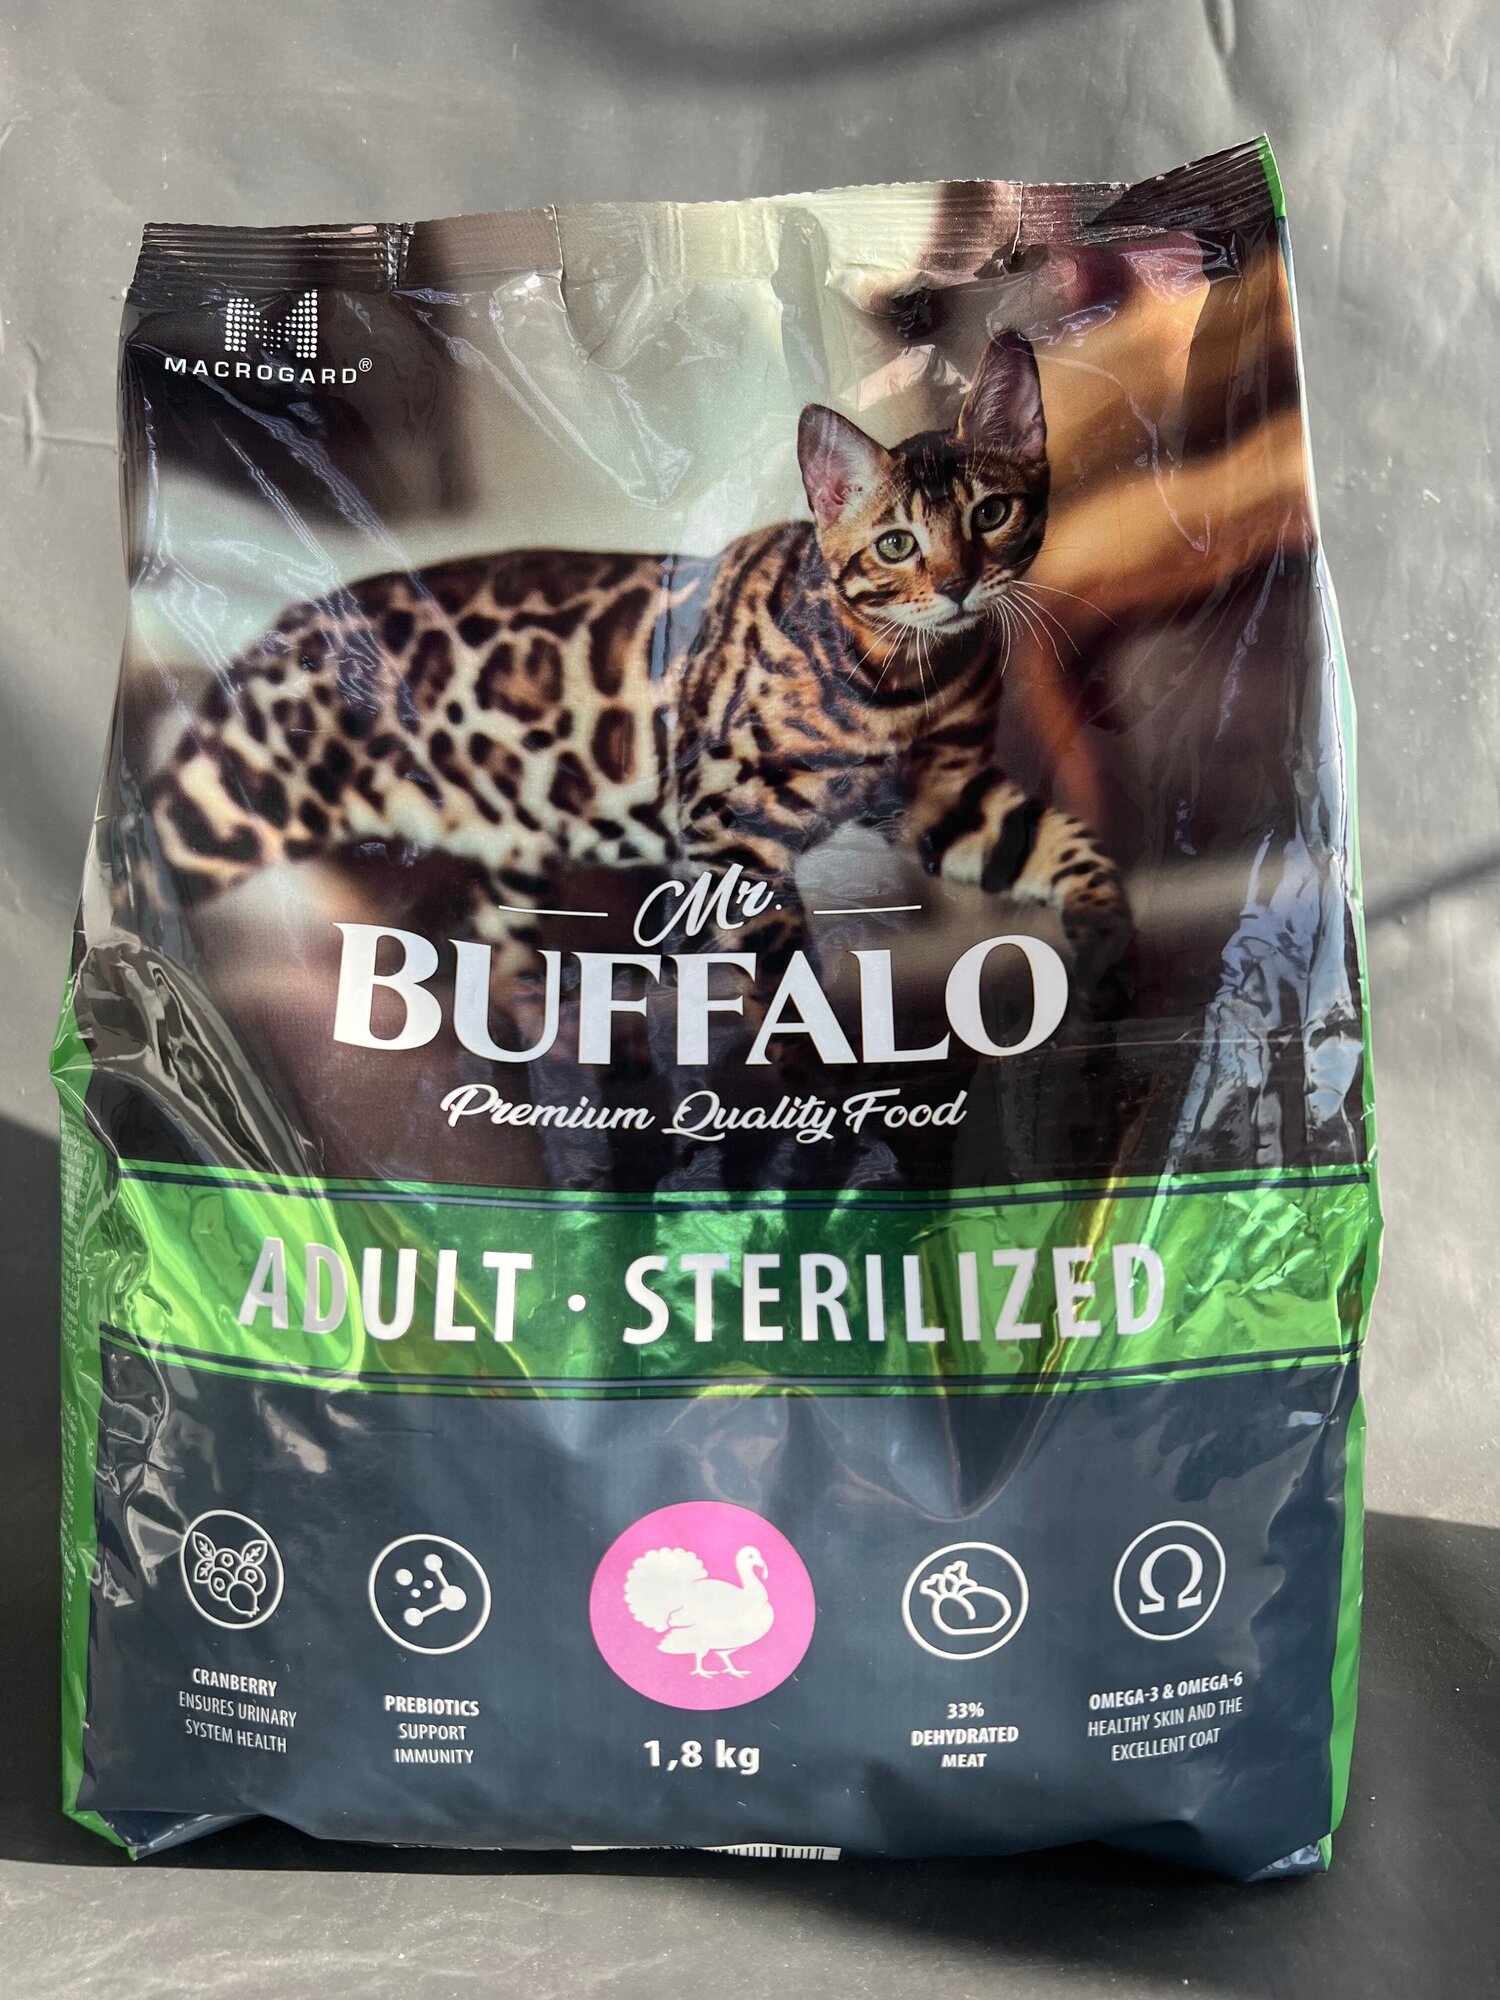 MACROGARD®
Mr.
BUFFALO
Premium Quality Food
ADULT · STERILIZED
CRANBERRY
ENSURES URINARY
SYSTEM HEALTH
PREBIOTICS
SUPPORT
IMMUNITY
1,8 kg
33%
DEHYDRATED
MEAT
OMEGA-3 & OMEGA-6
HEALTHY SKIN AND THE
EXCELLENT COAT